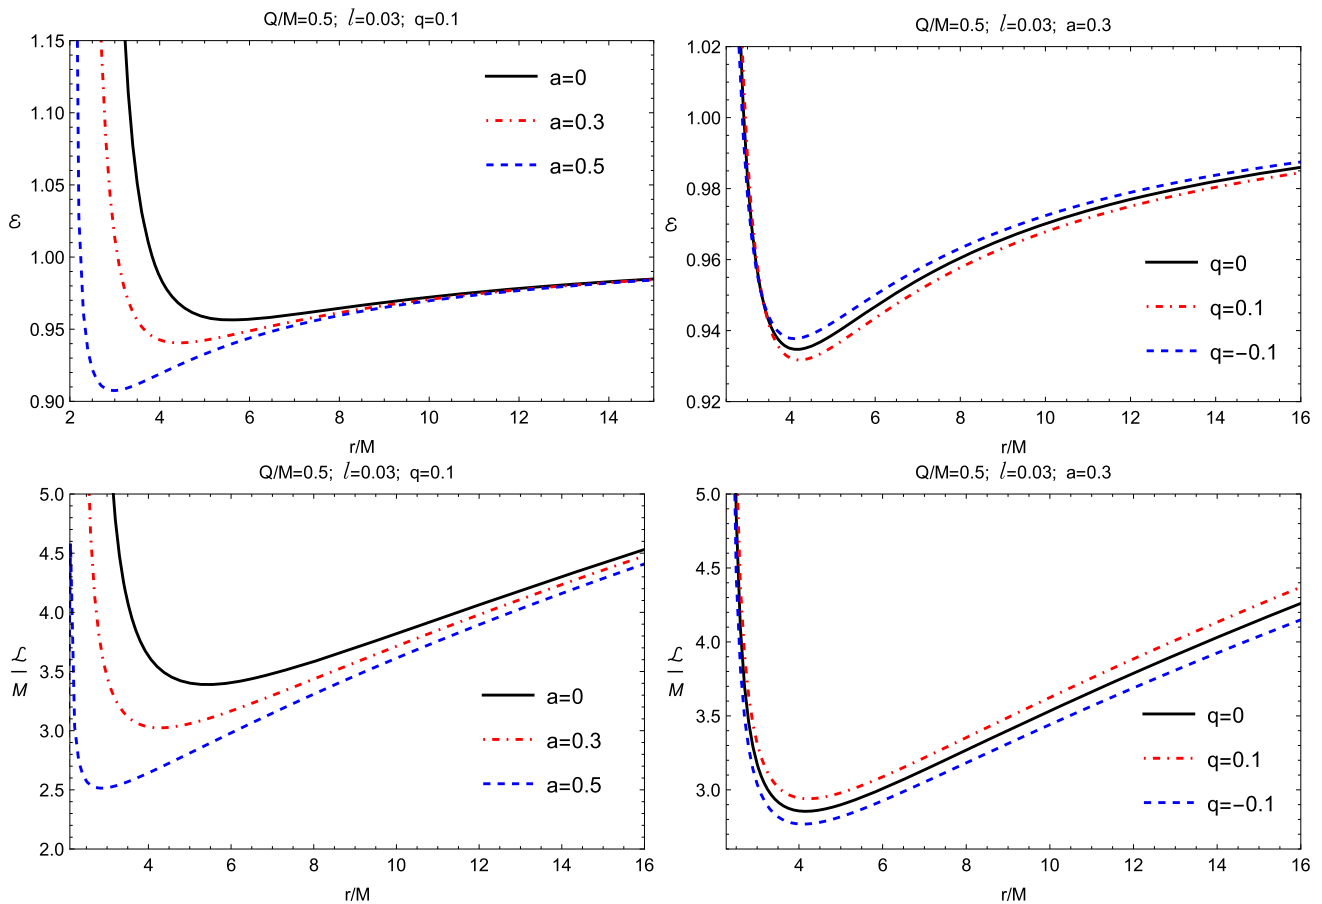 Q/M=0.5; l=0.03; q=0.1
1.15
1.10
1.05
1.00
0.95
0.90
ℰ
2 4 6 8 10 12 14
r/M
a=0
a=0.3
a=0.5
Q/M=0.5; l=0.03; a=0.3
1.02
1.00
0.98
0.96
0.94
0.92
ℰ
4 6 8 10 12 14 16
r/M
q=0
q=0.1
q=−0.1
Q/M=0.5; l=0.03; q=0.1
5.0
4.5
4.0
3.5
3.0
2.5
2.0
ℒ
M
4 6 8 10 12 14 16
r/M
a=0
a=0.3
a=0.5
Q/M=0.5; l=0.03; a=0.3
5.0
4.5
4.0
3.5
3.0
ℒ
M
4 6 8 10 12 14 16
r/M
q=0
q=0.1
q=−0.1